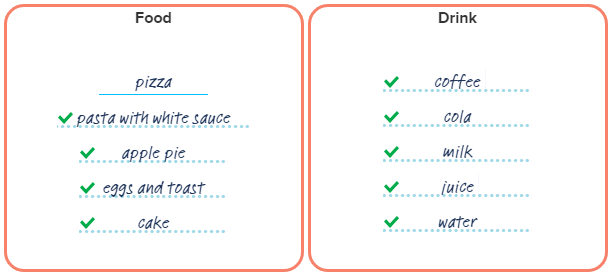 Food
pizza
pasta with white sauce
apple pie
eggs and toast
cake
Drink
coffee
cola
milk
juice
water